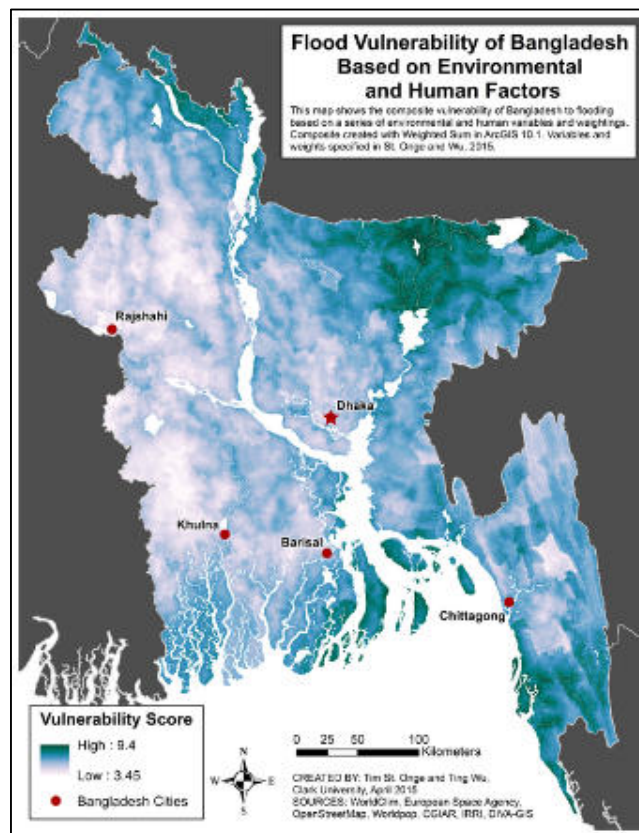 Flood Vulnerability of Bangladesh
Based on Environmental
and Human Factors
This map shows the composite vulnerability of Bangladesh to flooding
based on a series of environmental and human variables and weightings.
Composite created with Weighted Sum in ArcGIS 10.1. Variables and
weights specified in St. Onge and Wu, 2015.
Rajshahi
Dhaka
Khulna
Barisal
Chittagong
Vulnerability Score
High : 9.4
Low : 3.45
Bangladesh Cities
N
W
E
S
0 25 50 100
Kilometers
CREATED BY: Tim St. Onge and Ting Wu,
Clark University, April 2015
SOURCES: WorldClim, European Space Agency,
OpenStreetMap, Worldpop, CGIAR, IRRI, DIVA-GIS